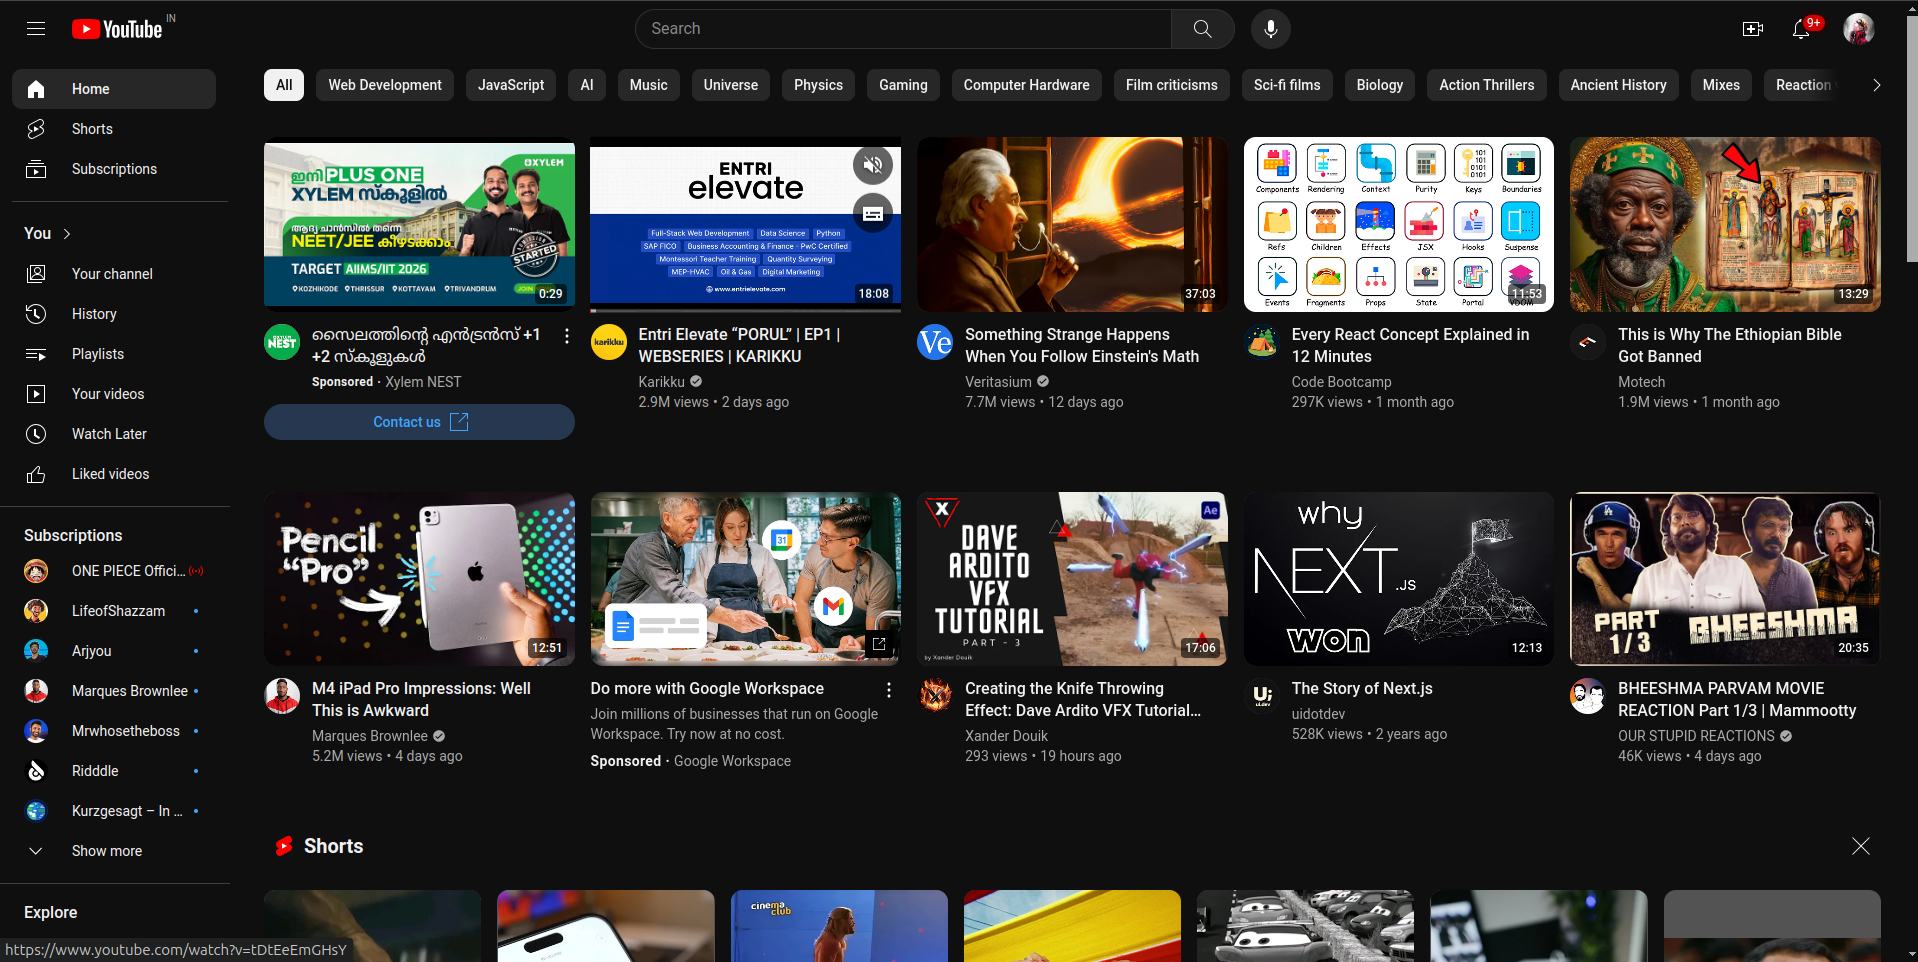 YouTube IN
Search
9+
Home
Shorts
Subscriptions
You
Your channel
History
Playlists
Your videos
Watch Later
Liked videos
Subscriptions
ONE PIECE Offici...
LifeofShazzam
Arjyou
Marques Brownlee
Mrwhosetheboss
Ridddle
Kurzgesagt – In ...
Show more
Explore
All Web Development JavaScript AI Music Universe Physics Gaming Computer Hardware Film criticisms Sci-fi films Biology Action Thrillers Ancient History Mixes Reaction
XYLEM
ഇനി PLUS ONE
XYLEM സ്കൂളിൽ
ആദ്യ ചാൻസിൽ തന്നെ
NEET/JEE കീഴടക്കാം
STARTED
TARGET AIIMS/IIT 2026
KOZHIKODE THRISSUR KOTTAYAM TRIVANDRUM JOIN
0:29
NEST
സൈലത്തിന്റെ എൻട്രൻസ് +1
+2 സ്കൂളുകൾ
Sponsored · Xylem NEST
Contact us
ENTRI
elevate
Full-Stack Web Development Data Science Python
SAP FICO Business Accounting & Finance - PwC Certified
Montessori Teacher Training Quantity Surveying
MEP-HVAC Oil & Gas Digital Marketing
www.entrielevate.com
18:08
karikku
Entri Elevate “PORUL” | EP1 |
WEBSERIES | KARIKKU
Karikku
2.9M views • 2 days ago
37:03
Ve
Something Strange Happens
When You Follow Einstein's Math
Veritasium
7.7M views • 12 days ago
Components Rendering Context Purity Keys Boundaries
Refs Children Effects JSX Hooks Suspense
Events Fragments Props State Portal VDOM
11:53
Every React Concept Explained in
12 Minutes
Code Bootcamp
297K views • 1 month ago
13:29
This is Why The Ethiopian Bible
Got Banned
Motech
1.9M views • 1 month ago
Pencil
“Pro”
12:51
M4 iPad Pro Impressions: Well
This is Awkward
Marques Brownlee
5.2M views • 4 days ago
31
Do more with Google Workspace
Join millions of businesses that run on Google
Workspace. Try now at no cost.
Sponsored · Google Workspace
X
Ae
DAVE
ARDITO
VFX
TUTORIAL
PART - 3
by Xander Douik
17:06
Creating the Knife Throwing
Effect: Dave Ardito VFX Tutorial...
Xander Douik
293 views • 19 hours ago
why
NEXT.JS
won
12:13
Ui
uidev
The Story of Next.js
uidotdev
528K views • 2 years ago
PART
1/3
BHEESHMA
20:35
BHEESHMA PARVAM MOVIE
REACTION Part 1/3 | Mammootty
OUR STUPID REACTIONS
46K views • 4 days ago
Shorts
cinema
club
https://www.youtube.com/watch?v=tDtEeEmGHsY